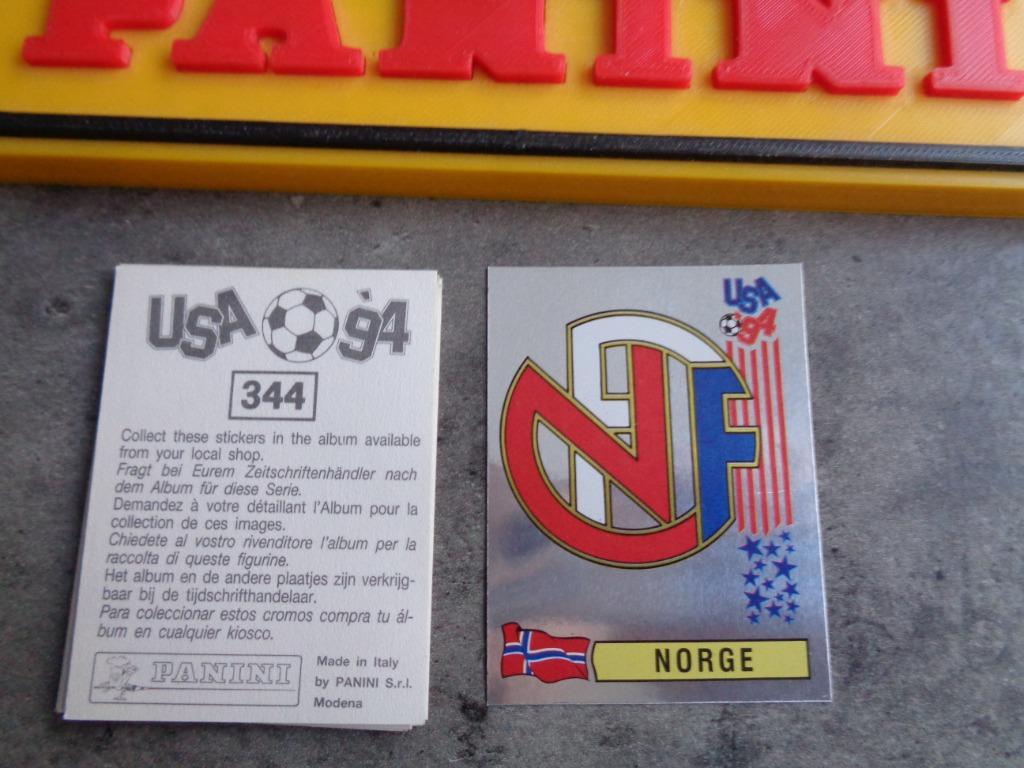 PANINI
USA '94
344
Collect these stickers in the album available
from your local shop.
Fragt bei Eurem Zeitschriftenhändler nach
dem Album für diese Serie.
Demandez à votre détaillant l'Album pour la
collection de ces images.
Chiedete al vostro rivenditore l'album per la
raccolta di queste figurine.
Het album en de andere plaatjes zijn verkrijg-
baar bij de tijdschrifthandelaar.
Para coleccionar estos cromos compra tu ál-
bum en cualquier kiosco.
PANINI
Made in Italy
by PANINI S.r.l.
Modena
USA
'94
NFF
NORGE